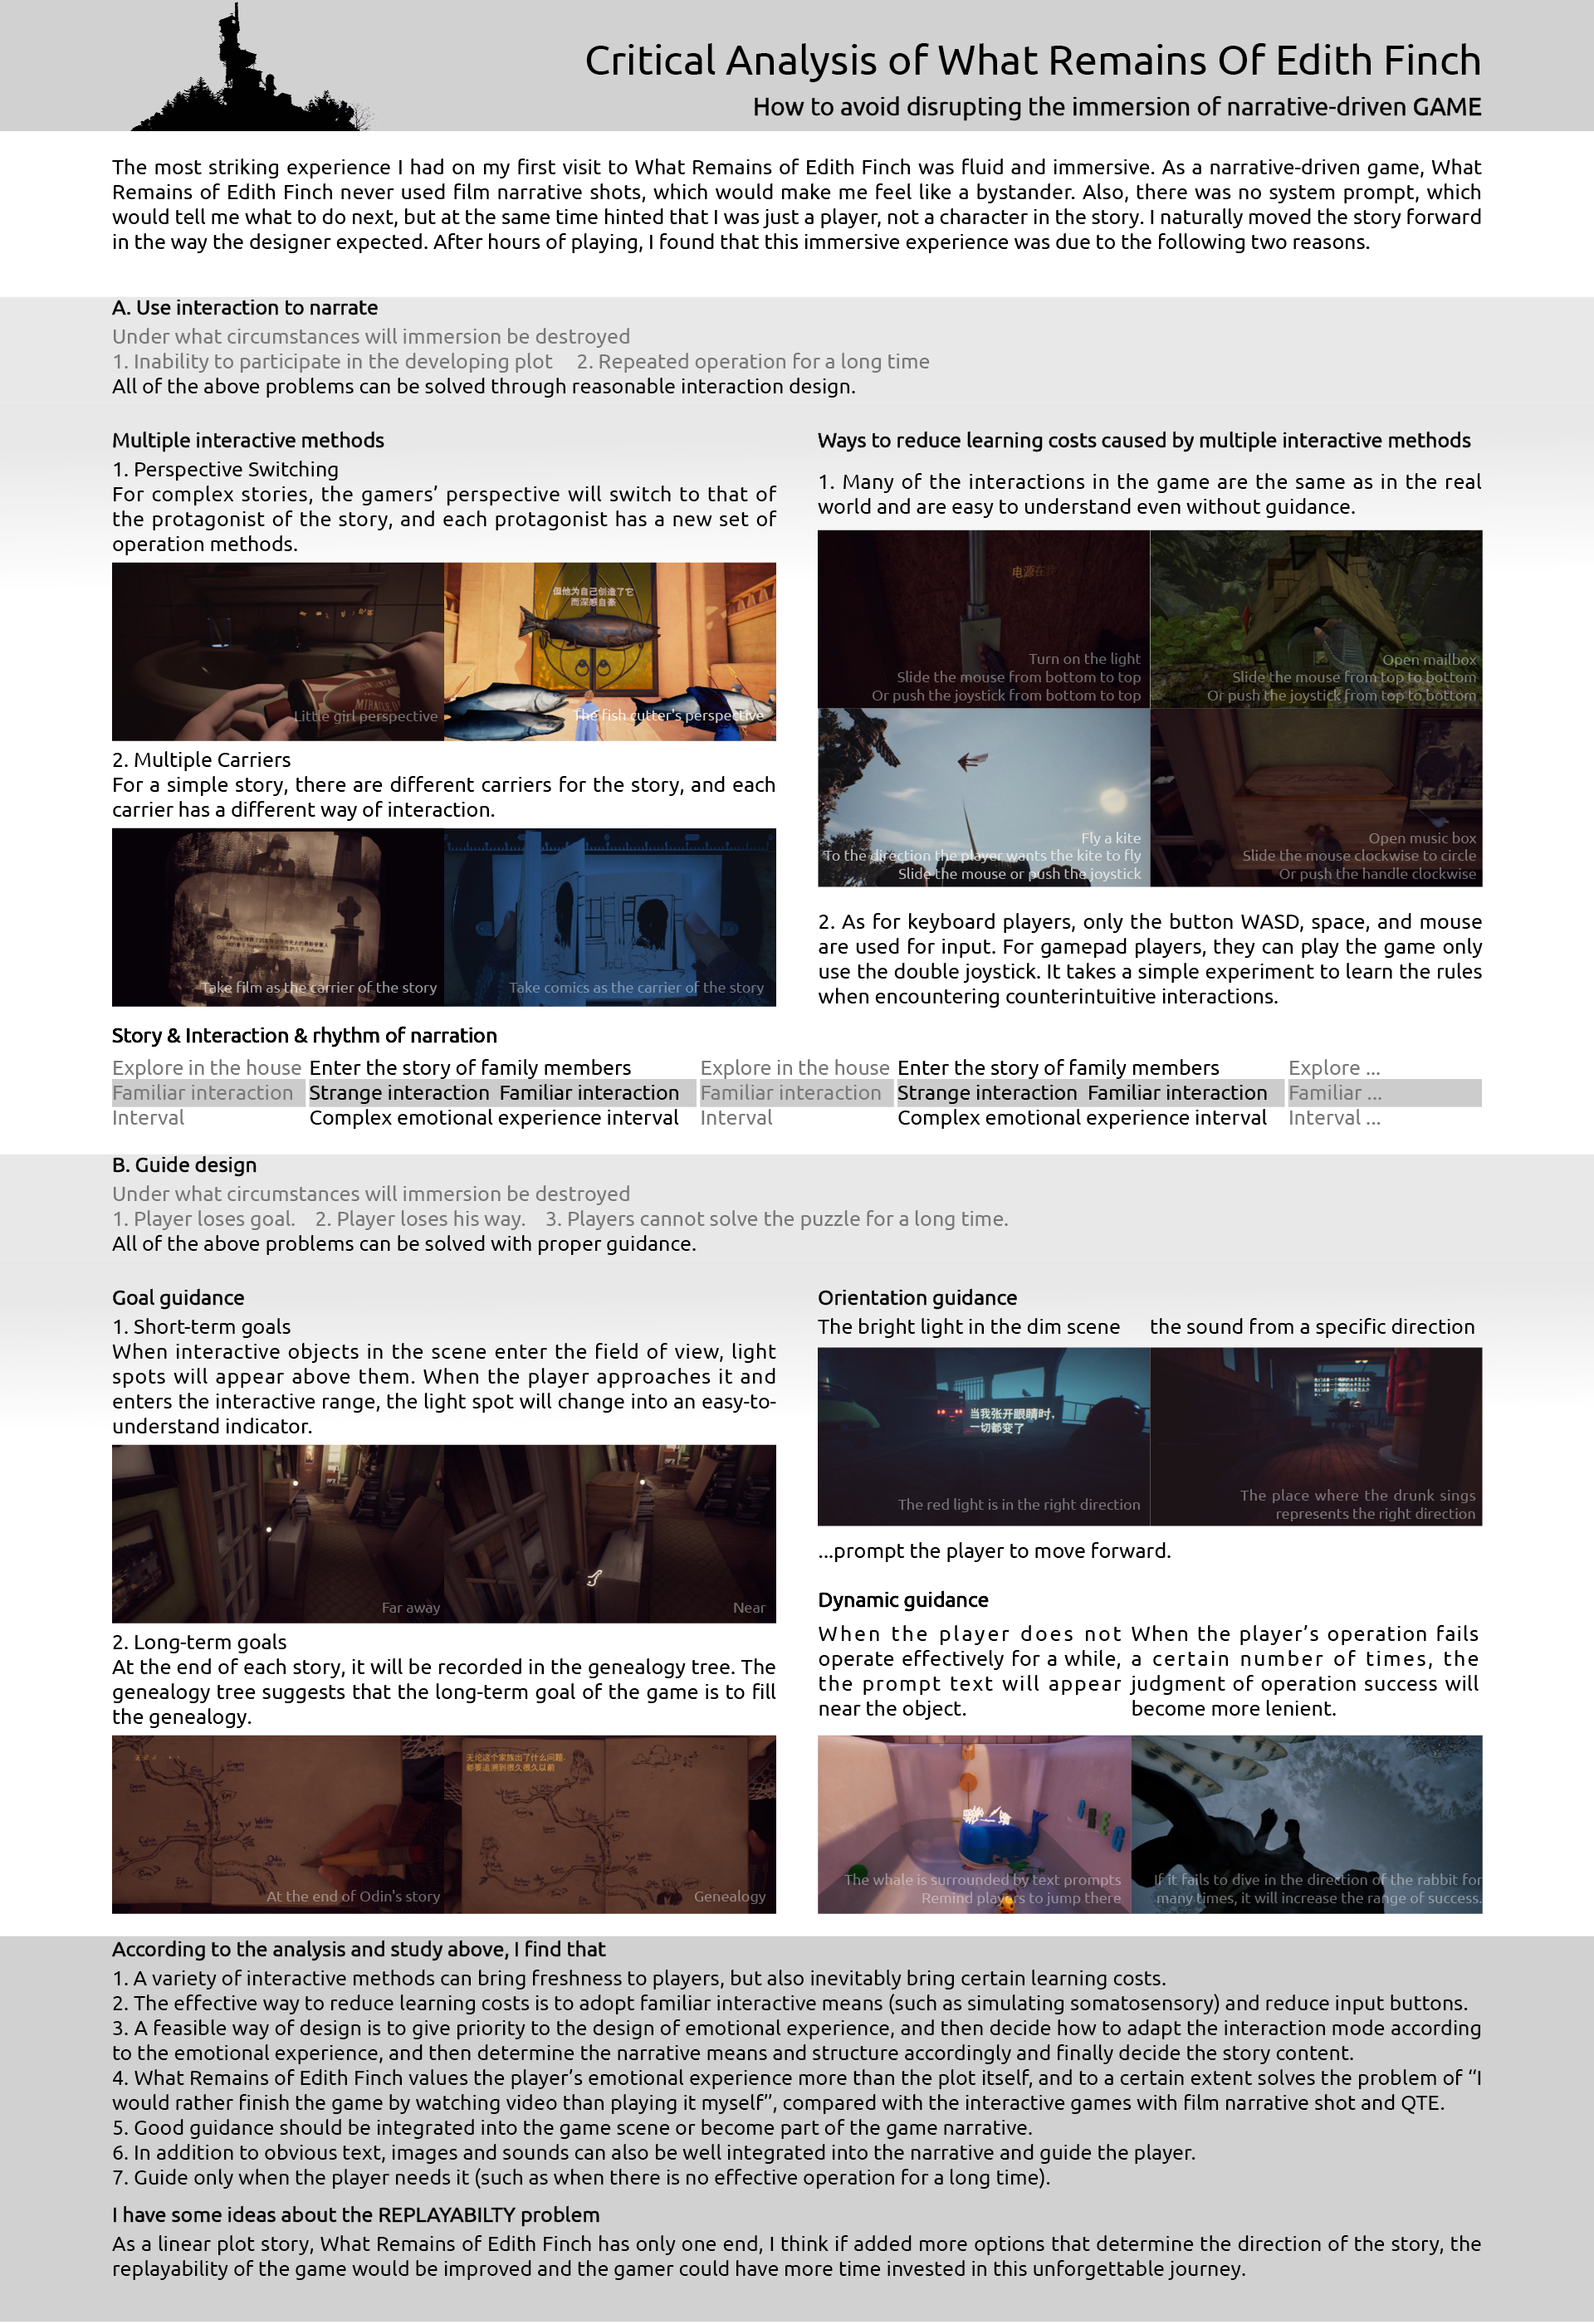 Critical Analysis of What Remains Of Edith Finch
How to avoid disrupting the immersion of narrative-driven GAME
The most striking experience I had on my first visit to What Remains of Edith Finch was fluid and immersive. As a narrative-driven game, What
Remains of Edith Finch never used film narrative shots, which would make me feel like a bystander. Also, there was no system prompt, which
would tell me what to do next, but at the same time hinted that I was just a player, not a character in the story. I naturally moved the story forward
in the way the designer expected. After hours of playing, I found that this immersive experience was due to the following two reasons.
A. Use interaction to narrate
Under what circumstances will immersion be destroyed
1. Inability to participate in the developing plot 2. Repeated operation for a long time
All of the above problems can be solved through reasonable interaction design.
Multiple interactive methods
1. Perspective Switching
For complex stories, the gamers’ perspective will switch to that of
the protagonist of the story, and each protagonist has a new set of
operation methods.
Little girl perspective
但他为自己创造了它
而深感自豪
The fish cutter's perspective
2. Multiple Carriers
For a simple story, there are different carriers for the story, and each
carrier has a different way of interaction.
Take film as the carrier of the story
Take comics as the carrier of the story
Ways to reduce learning costs caused by multiple interactive methods
1. Many of the interactions in the game are the same as in the real
world and are easy to understand even without guidance.
电源在
Turn on the light
Slide the mouse from bottom to top
Or push the joystick from bottom to top
Open mailbox
Slide the mouse from top to bottom
Or push the joystick from top to bottom
Fly a kite
To the direction the player wants the kite to fly
Slide the mouse or push the joystick
Open music box
Slide the mouse clockwise to circle
Or push the handle clockwise
2. As for keyboard players, only the button WASD, space, and mouse
are used for input. For gamepad players, they can play the game only
use the double joystick. It takes a simple experiment to learn the rules
when encountering counterintuitive interactions.
Story & Interaction & rhythm of narration
Explore in the house Enter the story of family members Explore in the house Enter the story of family members Explore ...
Familiar interaction Strange interaction Familiar interaction Familiar interaction Strange interaction Familiar interaction Familiar ...
Interval Complex emotional experience interval Interval Complex emotional experience interval Interval ...
B. Guide design
Under what circumstances will immersion be destroyed
1. Player loses goal. 2. Player loses his way. 3. Players cannot solve the puzzle for a long time.
All of the above problems can be solved with proper guidance.
Goal guidance
1. Short-term goals
When interactive objects in the scene enter the field of view, light
spots will appear above them. When the player approaches it and
enters the interactive range, the light spot will change into an easy-to-
understand indicator.
Far away
Near
2. Long-term goals
At the end of each story, it will be recorded in the genealogy tree. The
genealogy tree suggests that the long-term goal of the game is to fill
the genealogy.
At the end of Odin's story
无论这个家族出了什么问题,
都要追溯到很久很久以前
Genealogy
Orientation guidance
The bright light in the dim scene the sound from a specific direction
当我张开眼睛时,
一切都变了
The red light is in the right direction
The place where the drunk sings
represents the right direction
...prompt the player to move forward.
Dynamic guidance
When the player does not
operate effectively for a while,
the prompt text will appear
near the object.
When the player’s operation fails
a certain number of times, the
judgment of operation success will
become more lenient.
The whale is surrounded by text prompts
Remind players to jump there
If it fails to dive in the direction of the rabbit for
many times, it will increase the range of success.
According to the analysis and study above, I find that
1. A variety of interactive methods can bring freshness to players, but also inevitably bring certain learning costs.
2. The effective way to reduce learning costs is to adopt familiar interactive means (such as simulating somatosensory) and reduce input buttons.
3. A feasible way of design is to give priority to the design of emotional experience, and then decide how to adapt the interaction mode according
to the emotional experience, and then determine the narrative means and structure accordingly and finally decide the story content.
4. What Remains of Edith Finch values the player’s emotional experience more than the plot itself, and to a certain extent solves the problem of “I
would rather finish the game by watching video than playing it myself”, compared with the interactive games with film narrative shot and QTE.
5. Good guidance should be integrated into the game scene or become part of the game narrative.
6. In addition to obvious text, images and sounds can also be well integrated into the narrative and guide the player.
7. Guide only when the player needs it (such as when there is no effective operation for a long time).
I have some ideas about the REPLAYABILTY problem
As a linear plot story, What Remains of Edith Finch has only one end, I think if added more options that determine the direction of the story, the
replayability of the game would be improved and the gamer could have more time invested in this unforgettable journey.